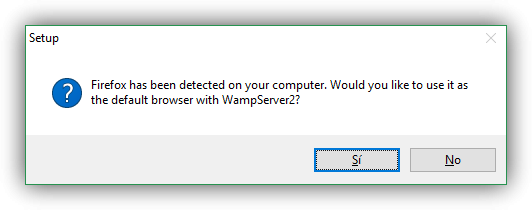 Setup
Firefox has been detected on your computer. Would you like to use it as
the default browser with WampServer2?
Sí
No